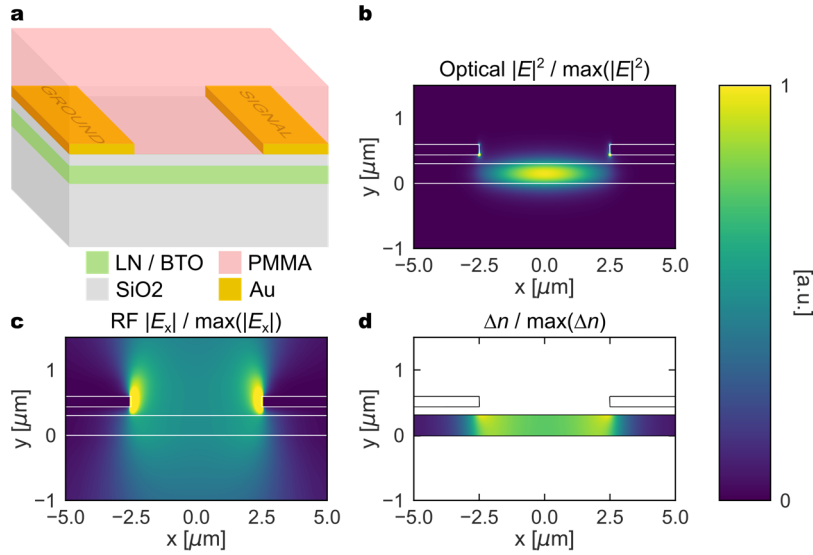 a
GROUND
SIGNAL
LN / BTO
PMMA
SiO2
Au
b
Optical |E|² / max(|E|²)
y [μm]
1
0
−1
−5.0 −2.5 0.0 2.5 5.0
x [μm]
c
RF |Eₓ| / max(|Eₓ|)
y [μm]
1
0
−1
−5.0 −2.5 0.0 2.5 5.0
x [μm]
d
Δn / max(Δn)
y [μm]
1
0
−1
−5.0 −2.5 0.0 2.5 5.0
x [μm]
1
[a.u.]
0